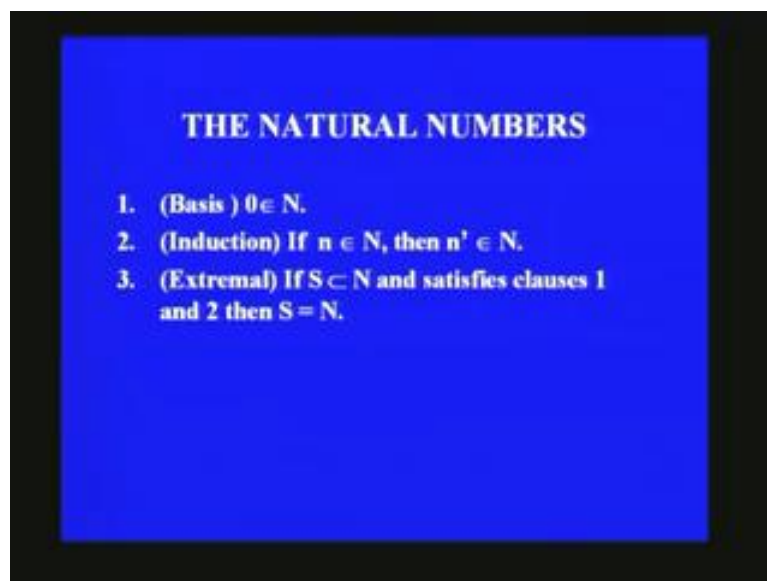 THE NATURAL NUMBERS
1. (Basis ) 0∈ N.
2. (Induction) If n ∈ N, then n’ ∈ N.
3. (Extremal) If S ⊂ N and satisfies clauses 1
and 2 then S = N.